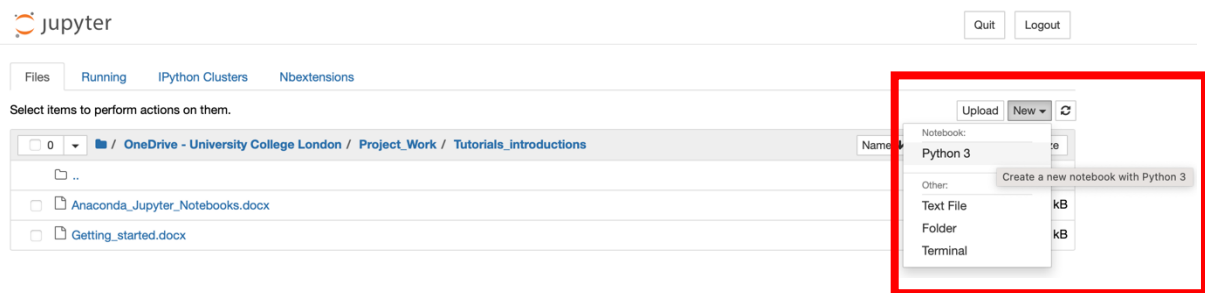 jupyter
Quit Logout
Files Running IPython Clusters Nbextensions
Select items to perform actions on them.
Upload New
0 / OneDrive - University College London / Project_Work / Tutorials_introductions
Name
Notebook:
Python 3
Create a new notebook with Python 3
..
Other:
Anaconda_Jupyter_Notebooks.docx
Text File
kB
Getting_started.docx
Folder
kB
Terminal